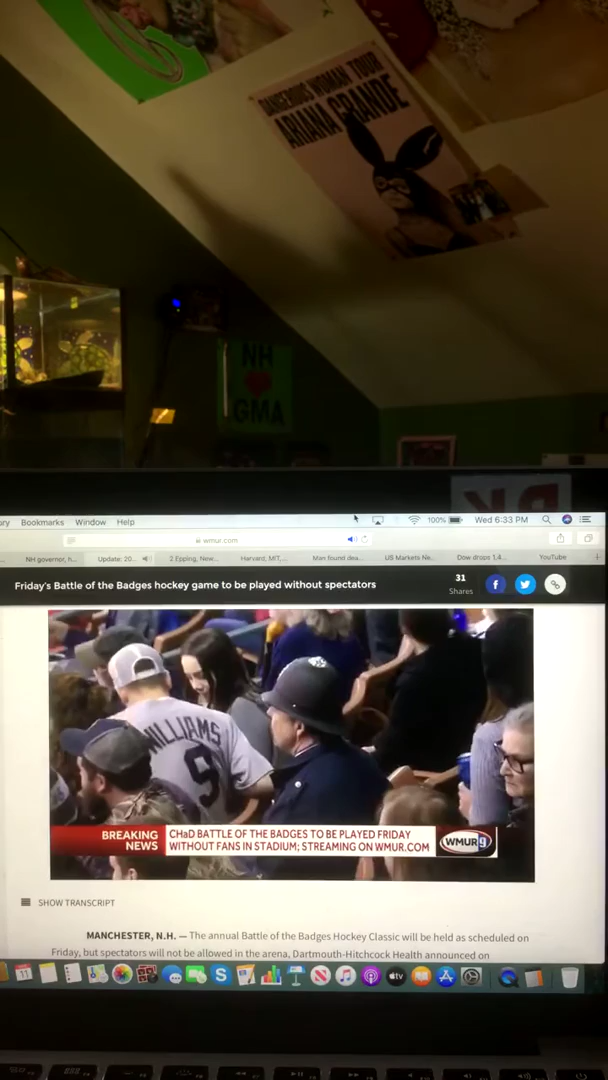 DANGEROUS WOMAN TOUR
ARIANA GRANDE
NH
GMA
ory Bookmarks Window Help
100% Wed 6:33 PM
wmur.com
NH governor, h... Update: 20... 2 Epping, New... Harvard, MIT,... Man found dea... US Markets Ne... Dow drops 1,4... YouTube
Friday's Battle of the Badges hockey game to be played without spectators
31
Shares
WILLIAMS
9
BREAKING
NEWS
CHaD BATTLE OF THE BADGES TO BE PLAYED FRIDAY
WITHOUT FANS IN STADIUM; STREAMING ON WMUR.COM
WMUR 9
SHOW TRANSCRIPT
MANCHESTER, N.H. — The annual Battle of the Badges Hockey Classic will be held as scheduled on
Friday, but spectators will not be allowed in the arena, Dartmouth-Hitchcock Health announced on
11
tv